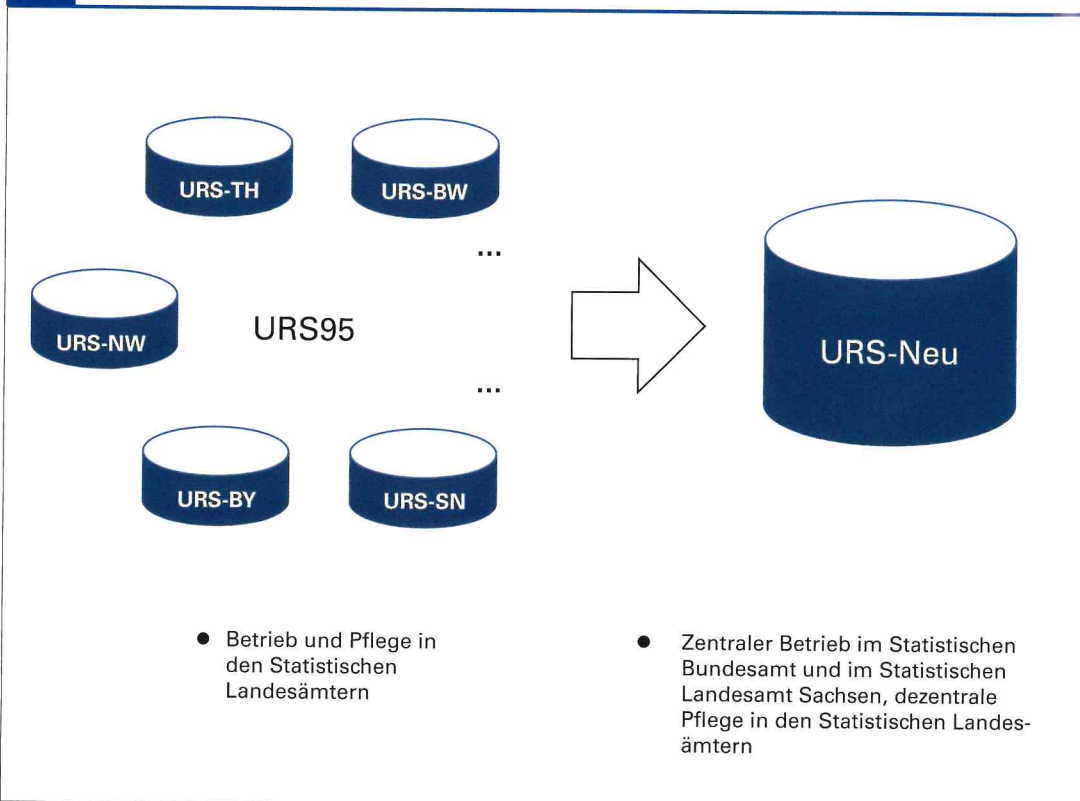 URS-TH
URS-BW
...
URS-NW
URS95
URS-Neu
...
URS-BY
URS-SN
● Betrieb und Pflege in
den Statistischen
Landesämtern
● Zentraler Betrieb im Statistischen
Bundesamt und im Statistischen
Landesamt Sachsen, dezentrale
Pflege in den Statistischen Landes-
ämtern